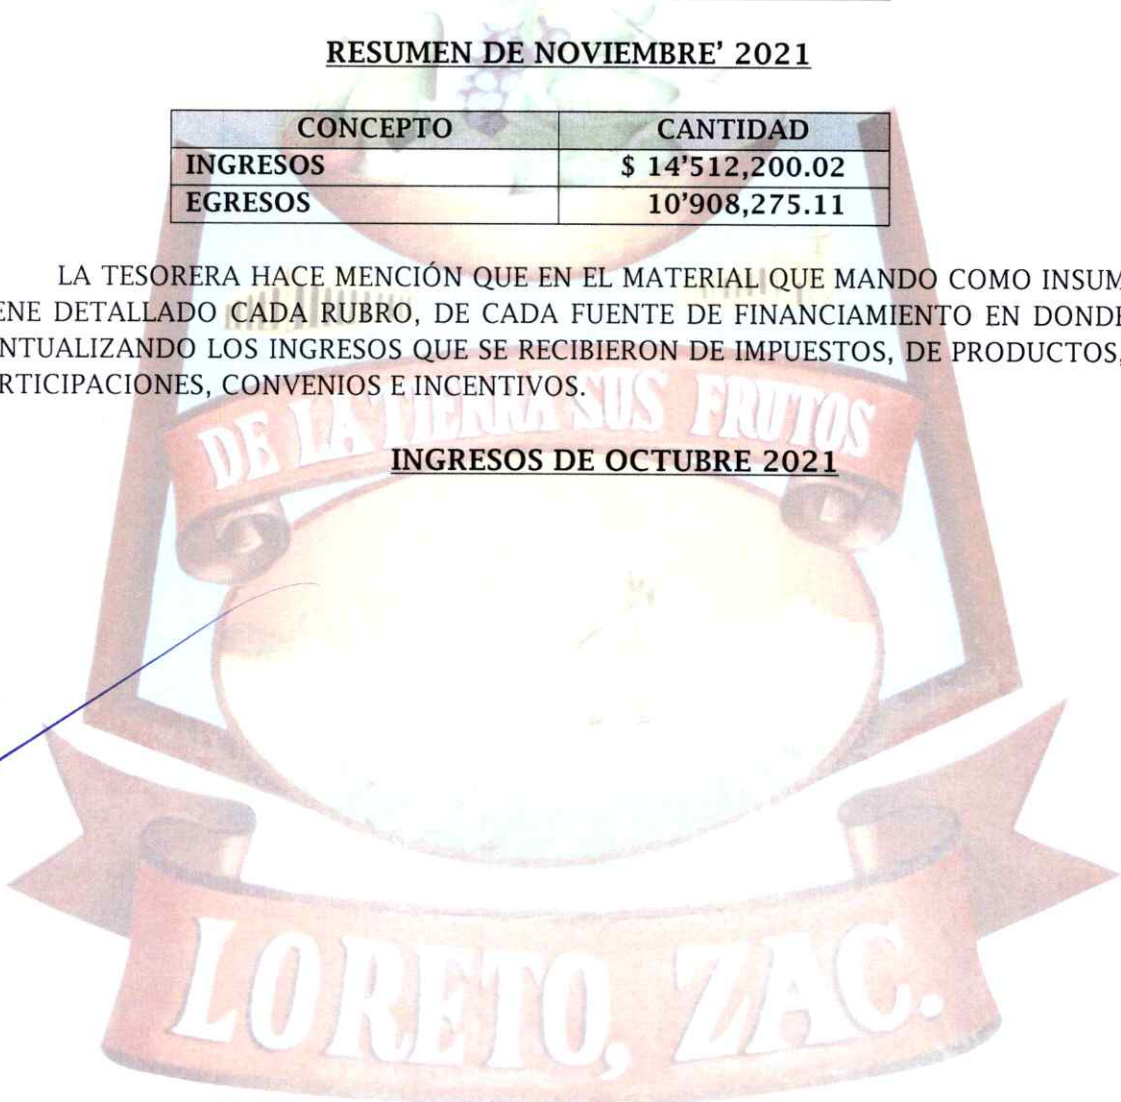 RESUMEN DE NOVIEMBRE' 2021
CONCEPTO CANTIDAD
INGRESOS $ 14'512,200.02
EGRESOS 10'908,275.11
LA TESORERA HACE MENCIÓN QUE EN EL MATERIAL QUE MANDO COMO INSUM
ENE DETALLADO CADA RUBRO, DE CADA FUENTE DE FINANCIAMIENTO EN DONDE
NTUALIZANDO LOS INGRESOS QUE SE RECIBIERON DE IMPUESTOS, DE PRODUCTOS,
RTICIPACIONES, CONVENIOS E INCENTIVOS.
DE LA TIERRA SUS FRUTOS
INGRESOS DE OCTUBRE 2021
LORETO, ZAC.